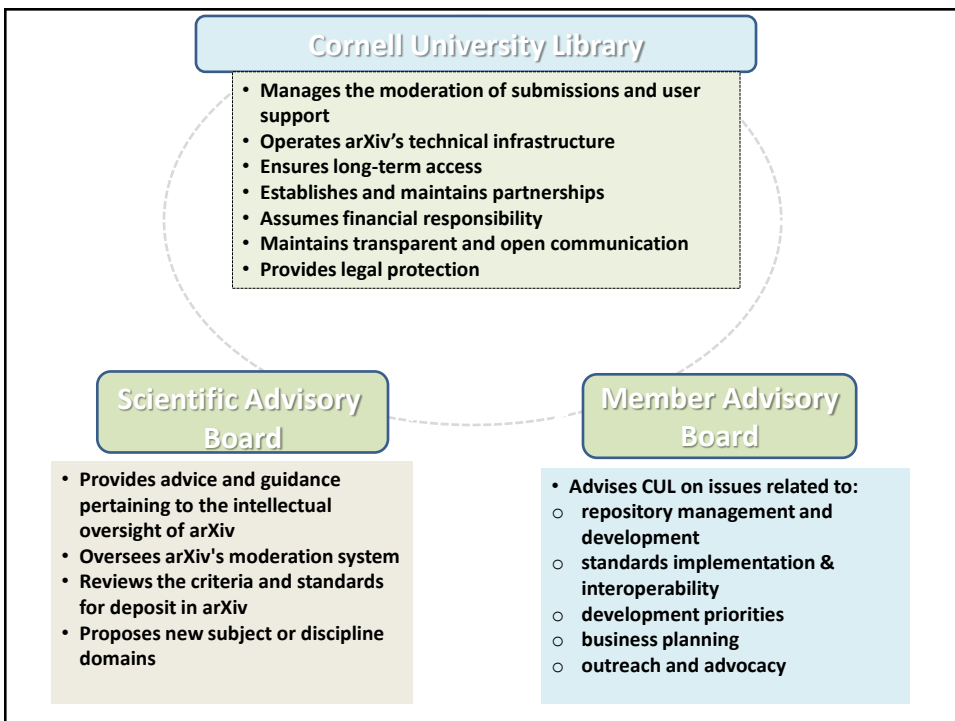 Cornell University Library
• Manages the moderation of submissions and user
support
• Operates arXiv’s technical infrastructure
• Ensures long-term access
• Establishes and maintains partnerships
• Assumes financial responsibility
• Maintains transparent and open communication
• Provides legal protection
Scientific Advisory
Board
• Provides advice and guidance
pertaining to the intellectual
oversight of arXiv
• Oversees arXiv's moderation system
• Reviews the criteria and standards
for deposit in arXiv
• Proposes new subject or discipline
domains
Member Advisory
Board
• Advises CUL on issues related to:
o repository management and
development
o standards implementation &
interoperability
o development priorities
o business planning
o outreach and advocacy